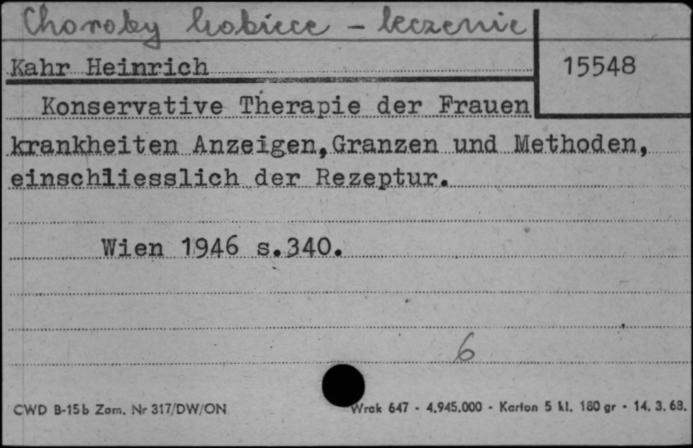 Choroby kobiece - leczenie
Kahr Heinrich
15548
Konservative Therapie der Frauen
krankheiten Anzeigen, Granzen und Methoden,
einschliesslich der Rezeptur.
Wien 1946 s.340.
6
CWD B-15b Zam. Nr 317/DW/ON
Wrak 647 - 4.945.000 - Karton 5 kl. 180 gr - 14. 3. 63.